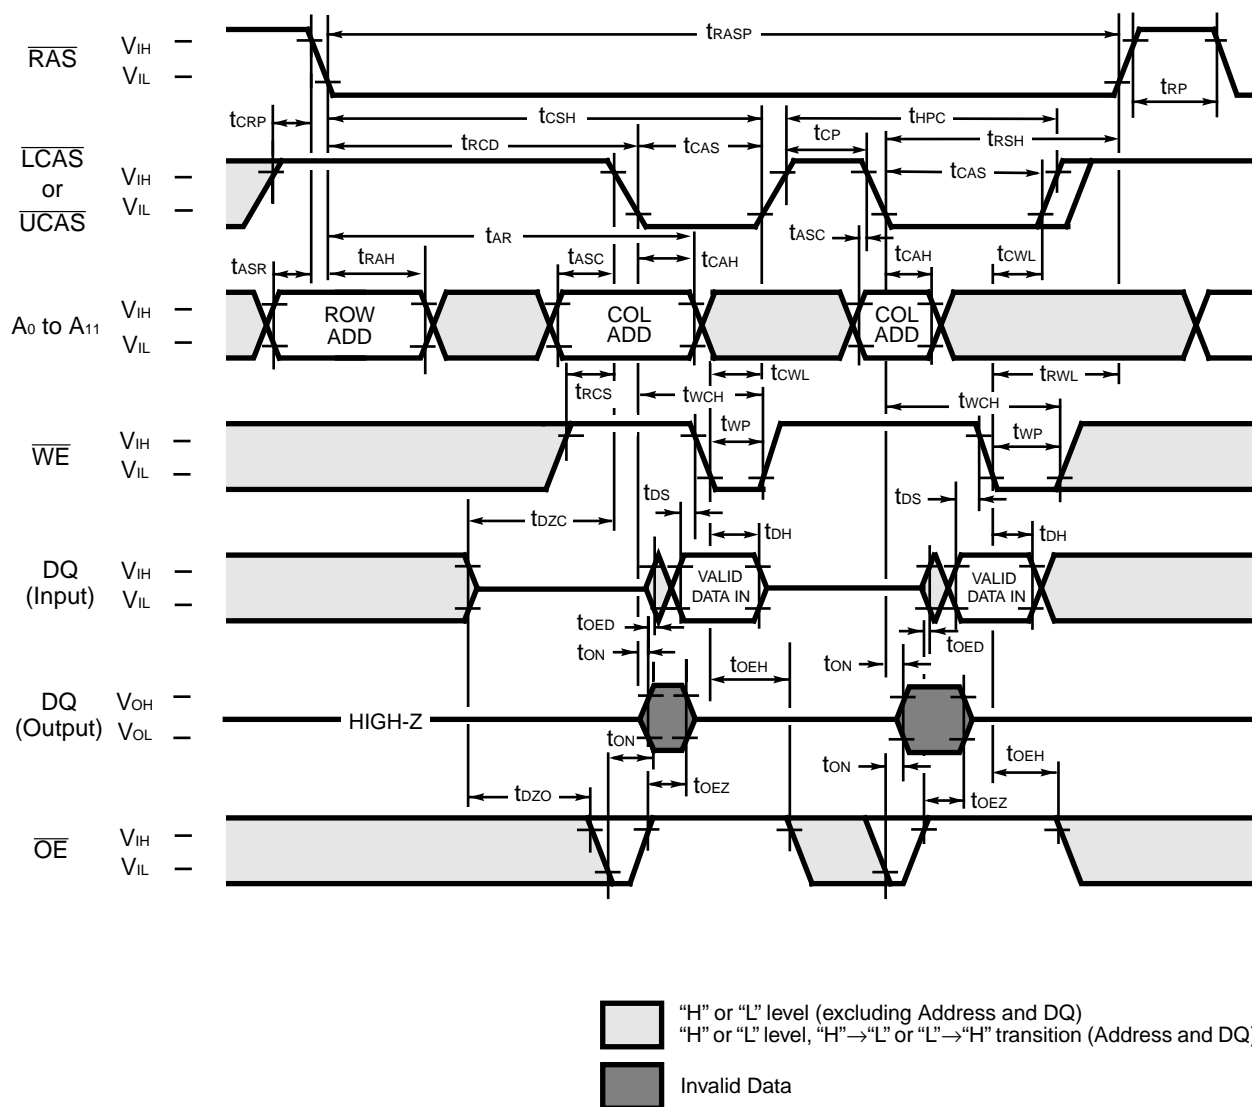 RAS
VIH
VIL
tRASP
tRP
tCRP
tCSH
tHPC
tRCD
tCAS
tCP
tRSH
tCAS
LCAS
or
UCAS
VIH
VIL
tAR
tASC
tASR
tRAH
tASC
tCAH
tCAH
tCWL
A0 to A11
VIH
VIL
ROW
ADD
COL
ADD
COL
ADD
tRCS
tCWL
tRWL
tWCH
tWCH
tWP
tWP
WE
VIH
VIL
tDS
tDS
tDZC
tDH
tDH
DQ
(Input)
VIH
VIL
VALID
DATA IN
VALID
DATA IN
tOED
tOED
tON
tOEH
tON
DQ
(Output)
VOH
VOL
HIGH-Z
tON
tON
tOEH
tDZO
tOEZ
tOEZ
OE
VIH
VIL
“H” or “L” level (excluding Address and DQ)
“H” or “L” level, “H”→“L” or “L”→“H” transition (Address and DQ)
Invalid Data